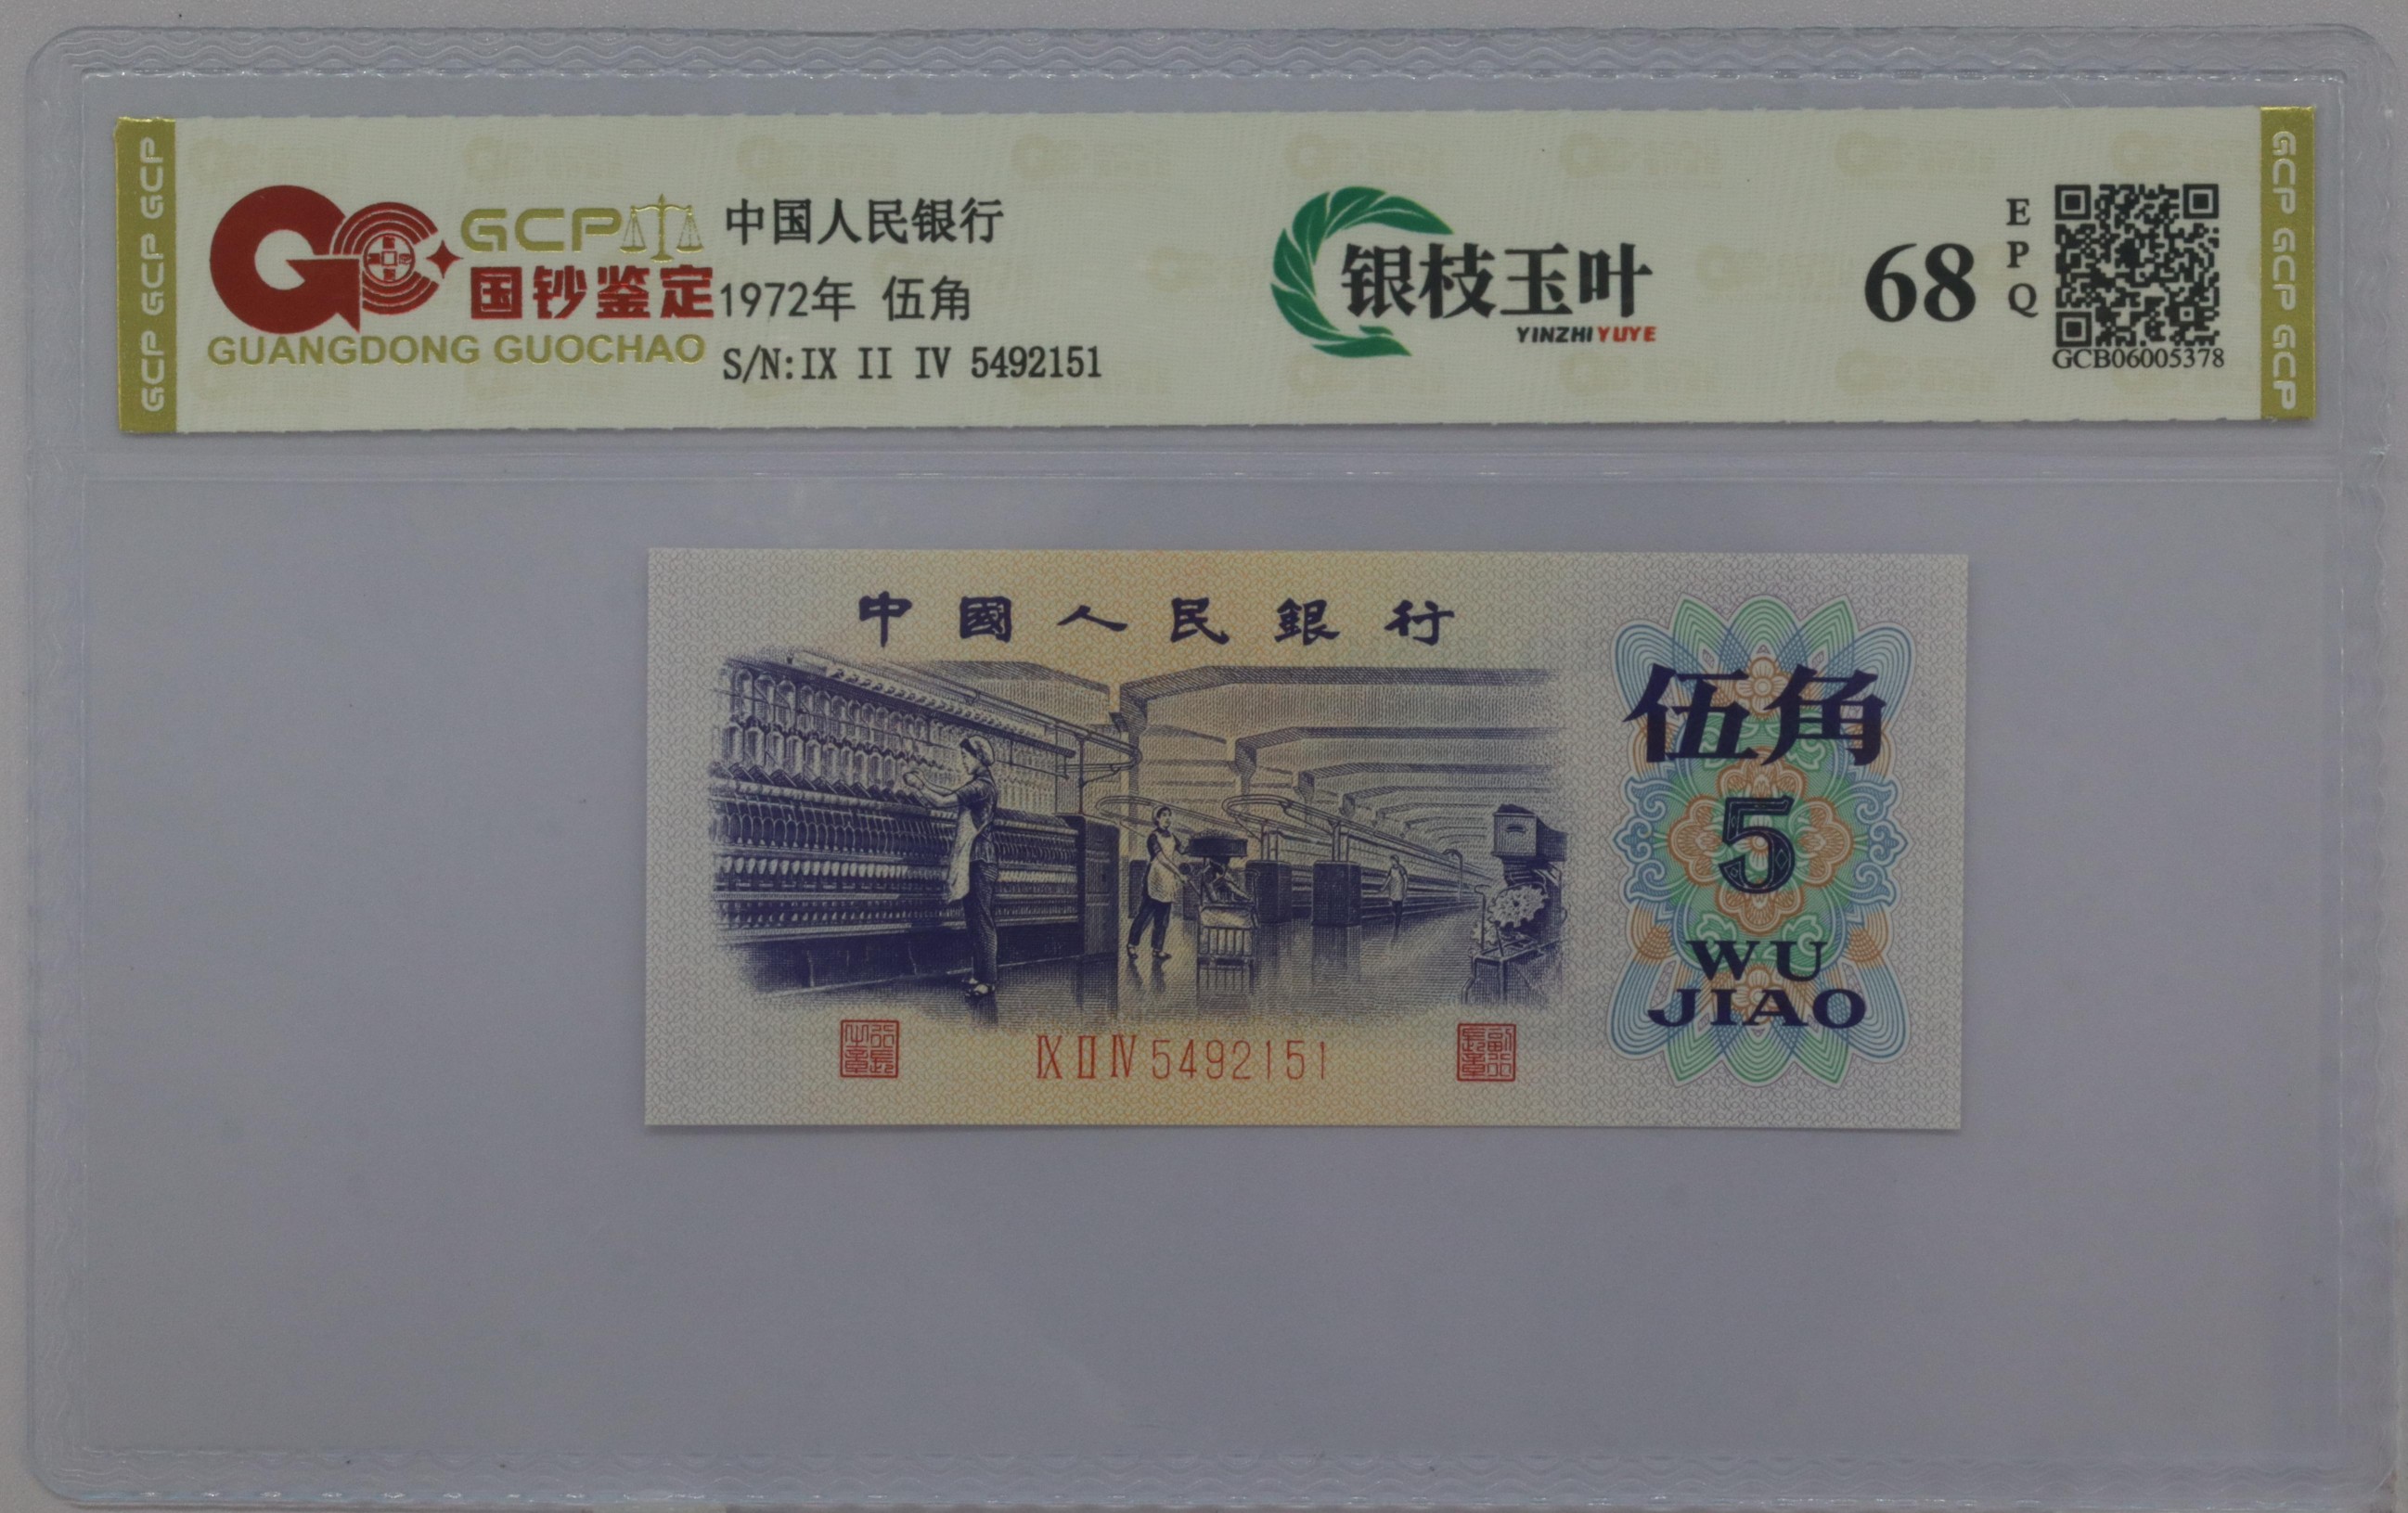 GCP GCP GCP
GCP
国钞鉴定
GUANGDONG GUOCHAO
中国人民银行
1972年 伍角
S/N:IX II IV 5492151
银枝玉叶
YINZHI YUYE
68
EPQ
GCB06005378
GCP GCP GCP
中國人民銀行
伍角
5
WU
JIAO
IX II IV 5492151